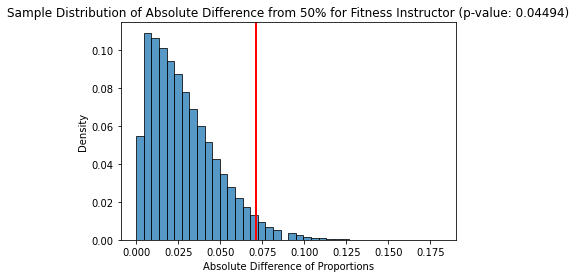 Sample Distribution of Absolute Difference from 50% for Fitness Instructor (p-value: 0.04494)
0.10
0.08
0.06
0.04
0.02
0.00
Density
0.000 0.025 0.050 0.075 0.100 0.125 0.150 0.175
Absolute Difference of Proportions